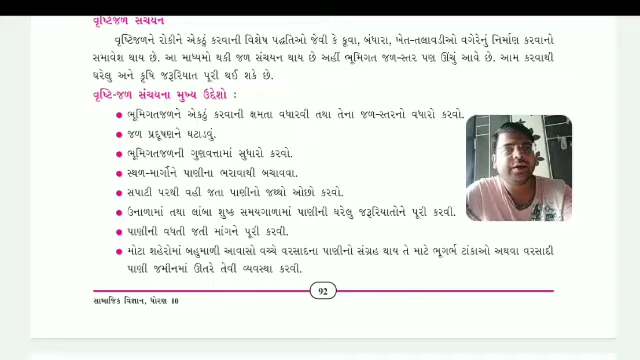 વૃષ્ટિજળ સંચયન
વૃષ્ટિજળને રોકીને એકઠું કરવાની વિશેષ પદ્ધતિઓ જેવી કે કૂવા, બંધારા, ખેત-તલાવડીઓ વગેરેનું નિર્માણ કરવાનો
સમાવેશ થાય છે. આ માધ્યમો થકી જળ સંચયન થાય છે અર્હી ભૂમિગત જળ-સ્તર પણ ઊંચું આવે છે. આમ કરવાથી
ઘરેલુ અને કૃષિ જરૂરિયાત પૂરી થઈ શકે છે.
વૃષ્ટિ-જળ સંચયના મુખ્ય ઉદ્દેશો :
● ભૂમિગતજળને એકઠું કરવાની ક્ષમતા વધારવી તથા તેના જળ-સ્તરનો વધારો કરવો.
● જળ પ્રદૂષણને ઘટાડવું.
● ભૂમિગતજળની ગુણવત્તામાં સુધારો કરવો.
● સ્થળ-માર્ગોને પાણીના ભરાવાથી બચાવવા.
● સપાટી પરથી વહી જતા પાણીનો જથ્થો ઓછો કરવો.
● ઉનાળામાં તથા લાંબા શુષ્ક સમયગાળામાં પાણીની ઘરેલુ જરૂરિયાતોને પૂરી કરવી.
● પાણીની વધતી જતી માંગને પૂરી કરવી.
● મોટા શહેરોમાં બહુમાળી આવાસો વચ્ચે વરસાદના પાણીનો સંગ્રહ થાય તે માટે ભૂગર્ભ ટાંકાઓ અથવા વરસાદી
પાણી જમીનમાં ઊતરે તેવી વ્યવસ્થા કરવી.
92
સામાજિક વિજ્ઞાન, ધોરણ 10